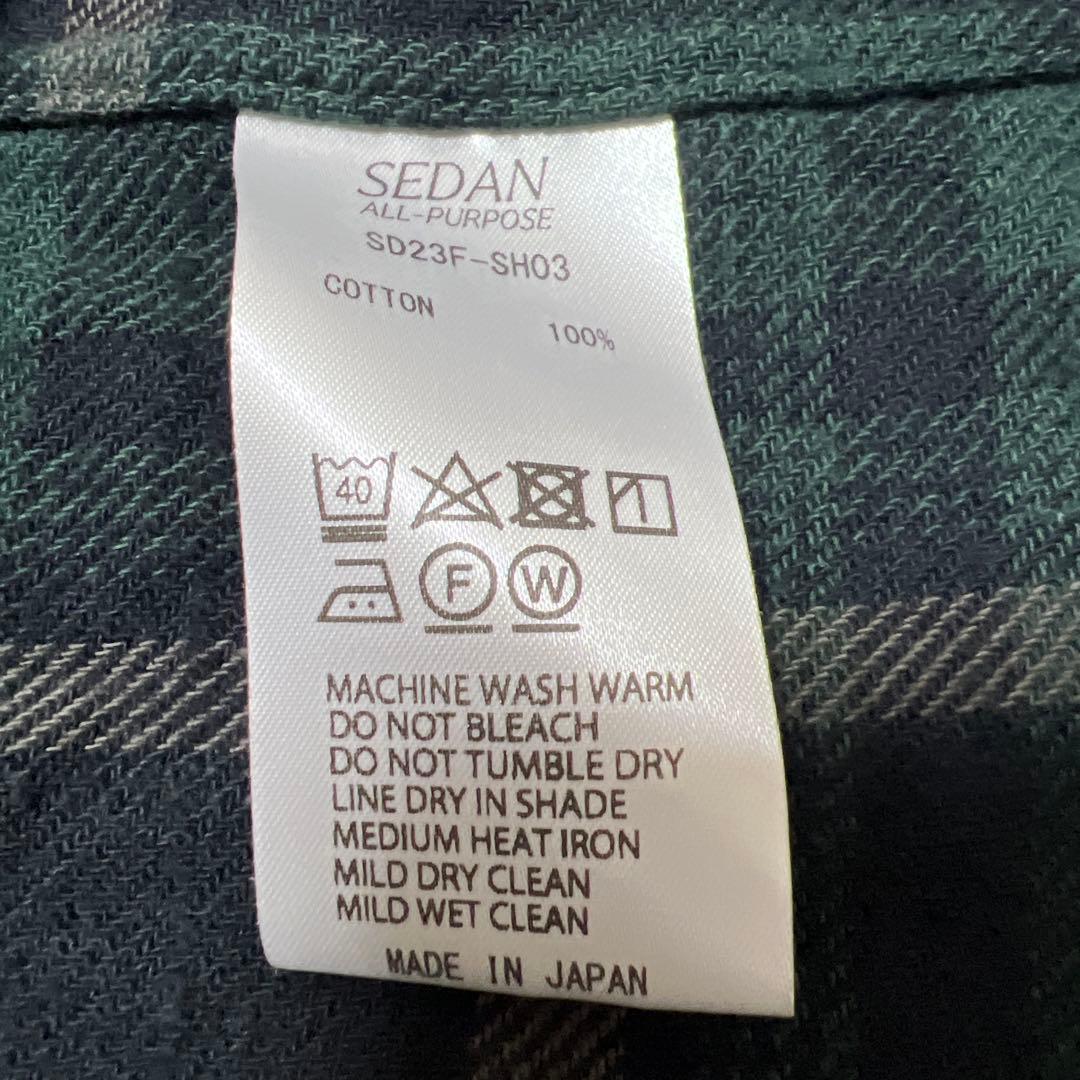 SEDAN
ALL-PURPOSE
SD23F-SH03
COTTON
100%
40
F W
MACHINE WASH WARM
DO NOT BLEACH
DO NOT TUMBLE DRY
LINE DRY IN SHADE
MEDIUM HEAT IRON
MILD DRY CLEAN
MILD WET CLEAN
MADE IN JAPAN